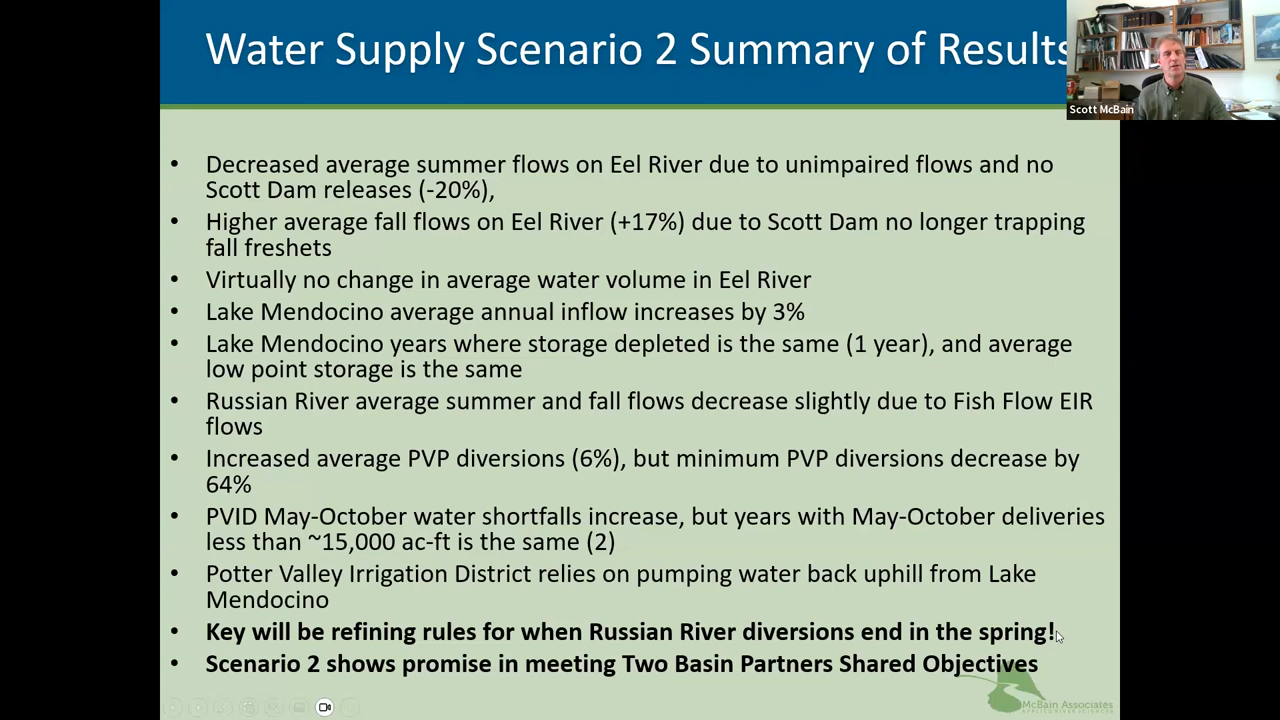 Water Supply Scenario 2 Summary of Results
Scott McBain
• Decreased average summer flows on Eel River due to unimpaired flows and no
Scott Dam releases (-20%),
• Higher average fall flows on Eel River (+17%) due to Scott Dam no longer trapping
fall freshets
• Virtually no change in average water volume in Eel River
• Lake Mendocino average annual inflow increases by 3%
• Lake Mendocino years where storage depleted is the same (1 year), and average
low point storage is the same
• Russian River average summer and fall flows decrease slightly due to Fish Flow EIR
flows
• Increased average PVP diversions (6%), but minimum PVP diversions decrease by
64%
• PVID May-October water shortfalls increase, but years with May-October deliveries
less than ~15,000 ac-ft is the same (2)
• Potter Valley Irrigation District relies on pumping water back uphill from Lake
Mendocino
• Key will be refining rules for when Russian River diversions end in the spring!
• Scenario 2 shows promise in meeting Two Basin Partners Shared Objectives
McBain Associates
APPLIED RIVER SCIENCES